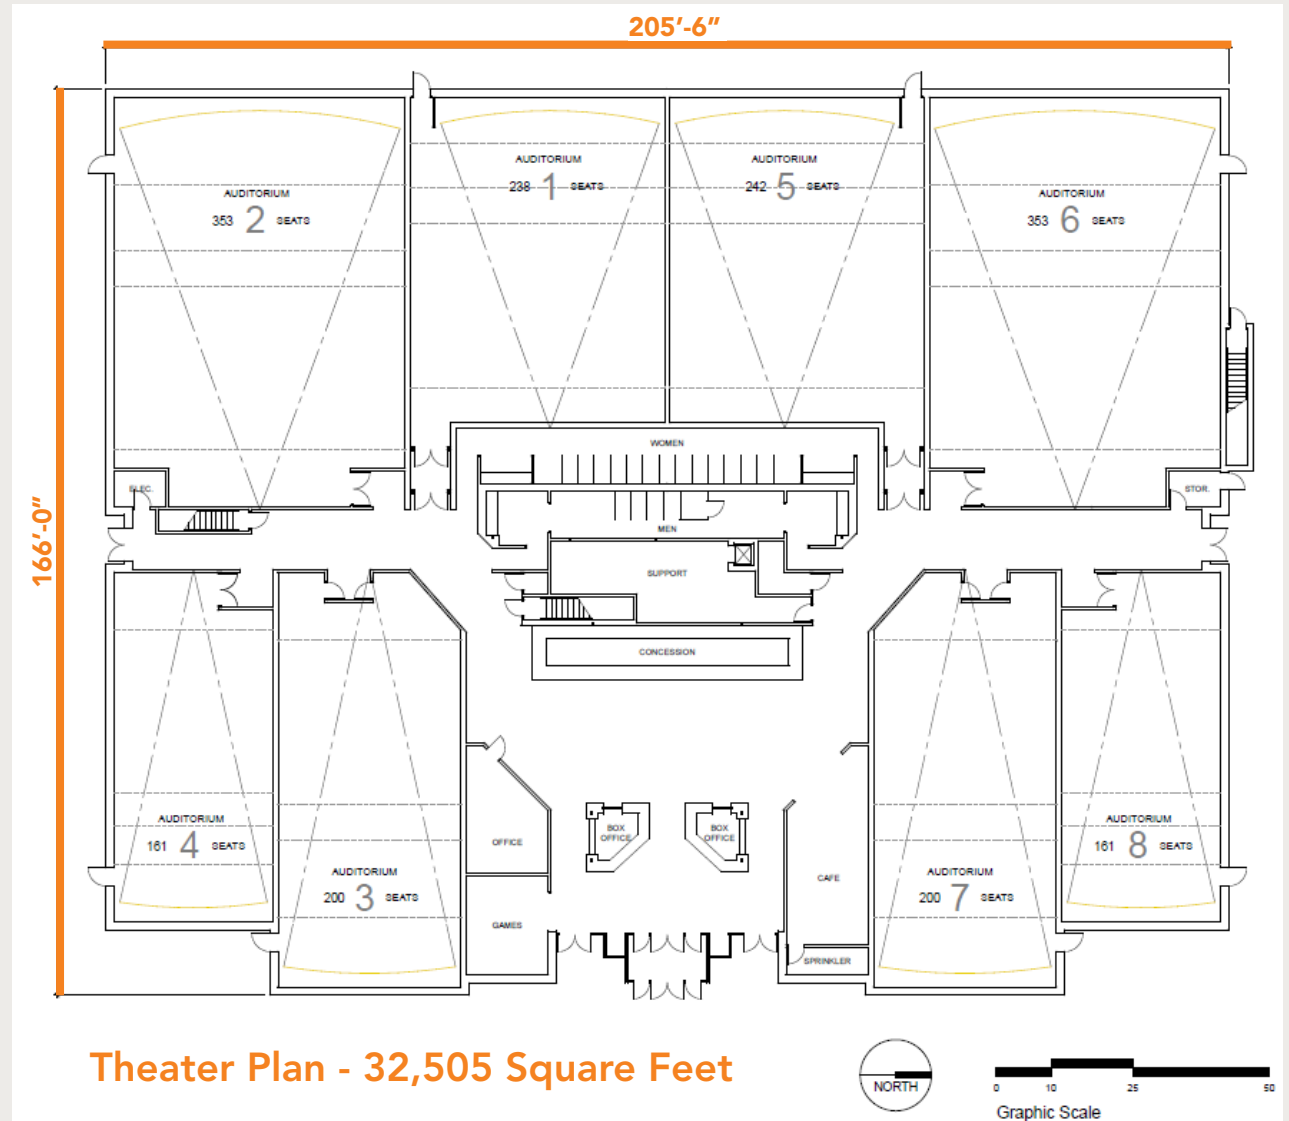 205'-6"
166'-0"
AUDITORIUM
353 2 SEATS
AUDITORIUM
238 1 SEATS
AUDITORIUM
242 5 SEATS
AUDITORIUM
353 6 SEATS
WOMEN
ELEC.
STOR.
MEN
SUPPORT
CONCESSION
AUDITORIUM
161 4 SEATS
AUDITORIUM
200 3 SEATS
OFFICE
GAMES
BOX
OFFICE
BOX
OFFICE
CAFE
SPRINKLER
AUDITORIUM
200 7 SEATS
AUDITORIUM
161 8 SEATS
Theater Plan - 32,505 Square Feet
NORTH
0 10 25 50
Graphic Scale